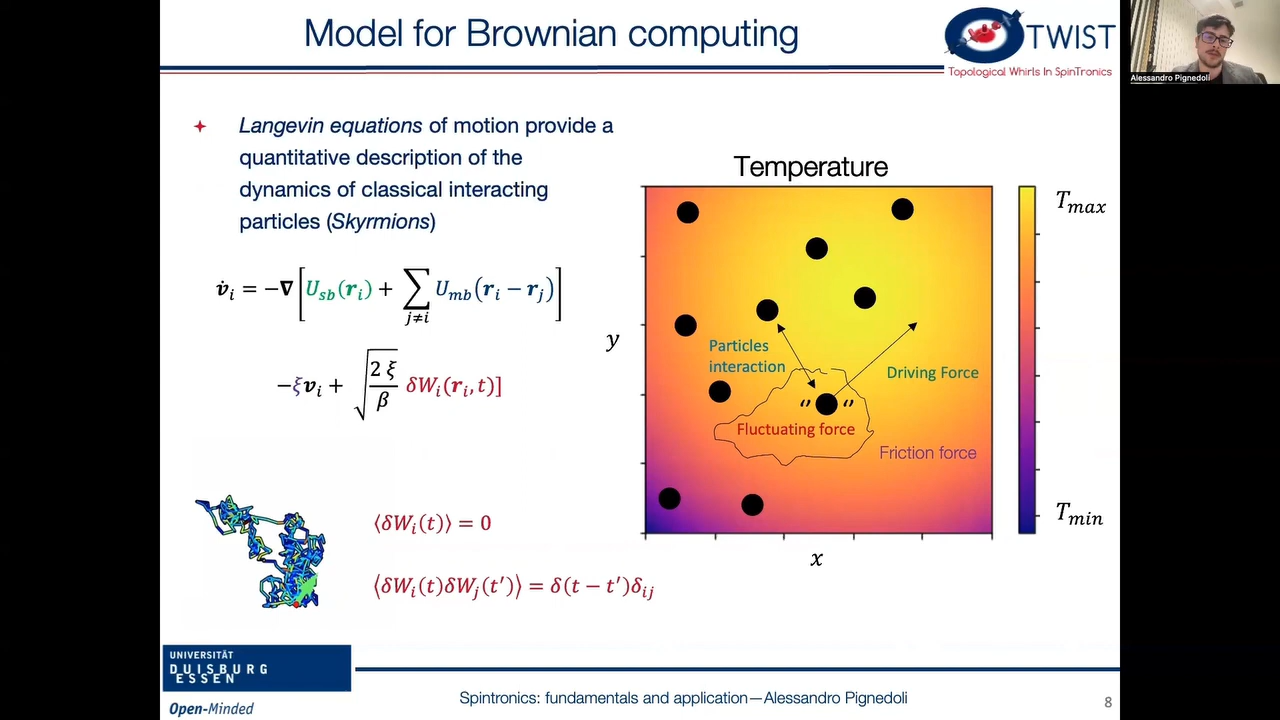 Model for Brownian computing
TWIST
Topological Whirls In SpinTronics
Alessandro Pignedoli
Langevin equations of motion provide a
quantitative description of the
dynamics of classical interacting
particles (Skyrmions)
v̇ᵢ = −∇[U_sb(rᵢ) + ∑_{j≠i} U_mb(rᵢ − rⱼ)]
−ξvᵢ + √(2 ξ/β) δWᵢ(rᵢ, t)]
⟨δWᵢ(t)⟩ = 0
⟨δWᵢ(t)δWⱼ(t′)⟩ = δ(t − t′)δᵢⱼ
Temperature
T_max
y
Particles
interaction
Driving Force
Fluctuating force
Friction force
T_min
x
UNIVERSITÄT
DUISBURG
ESSEN
Open-Minded
Spintronics: fundamentals and application—Alessandro Pignedoli
8